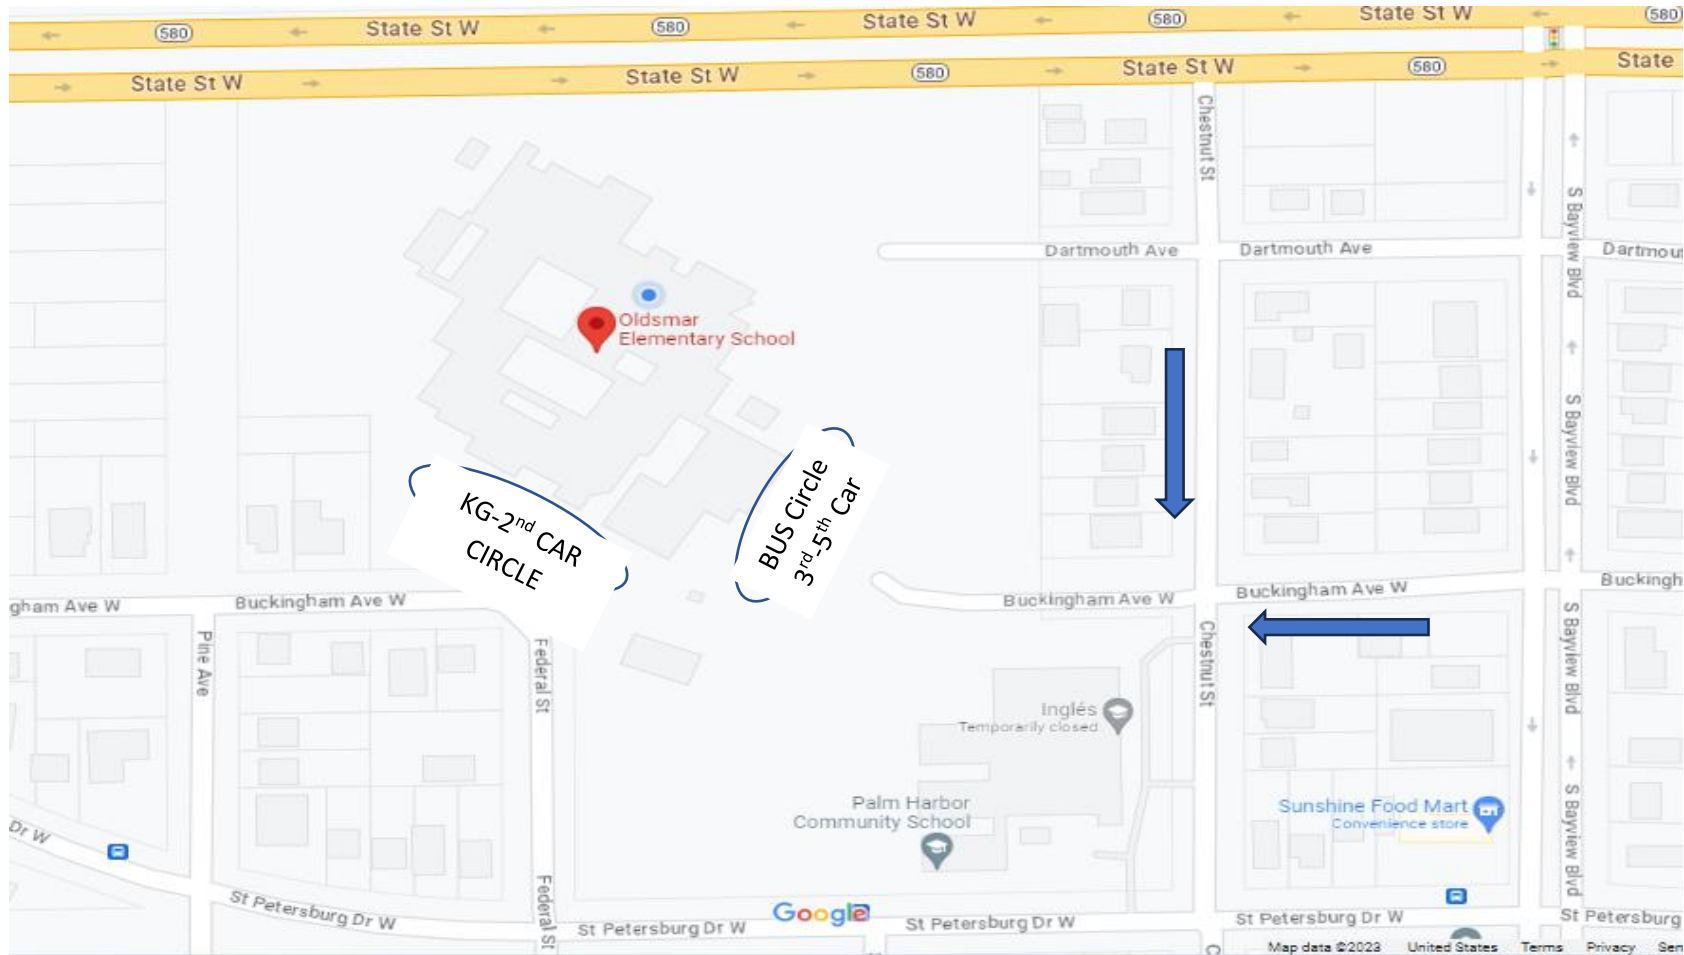 580
State St W
580
State St W
580
State St W
580
State St W
580
State St W
State St W
580
State St W
580
State
Chestnut St
S Bayview Blvd
Dartmouth Ave
Dartmouth Ave
Dartmou
Oldsmar
Elementary School
S Bayview Blvd
KG-2nd CAR
CIRCLE
BUS Circle
3rd-5th Car
gham Ave W
Buckingham Ave W
Buckingham Ave W
Buckingham Ave W
Buckingh
Pine Ave
Federal St
Chestnut St
S Bayview Blvd
Inglés
Temporarily closed
Palm Harbor
Community School
Sunshine Food Mart
Convenience store
S Bayview Blvd
Dr W
St Petersburg Dr W
Federal St
St Petersburg Dr W
Google
St Petersburg Dr W
St Petersburg Dr W
St Petersburg
C
Map data ©2023 United States Terms Privacy Sen